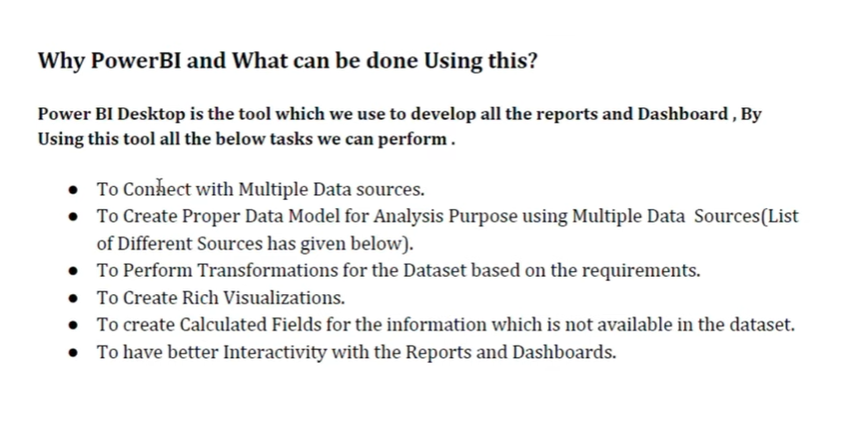 Why PowerBI and What can be done Using this?
Power BI Desktop is the tool which we use to develop all the reports and Dashboard , By
Using this tool all the below tasks we can perform .
● To Connect with Multiple Data sources.
● To Create Proper Data Model for Analysis Purpose using Multiple Data Sources(List
of Different Sources has given below).
● To Perform Transformations for the Dataset based on the requirements.
● To Create Rich Visualizations.
● To create Calculated Fields for the information which is not available in the dataset.
● To have better Interactivity with the Reports and Dashboards.